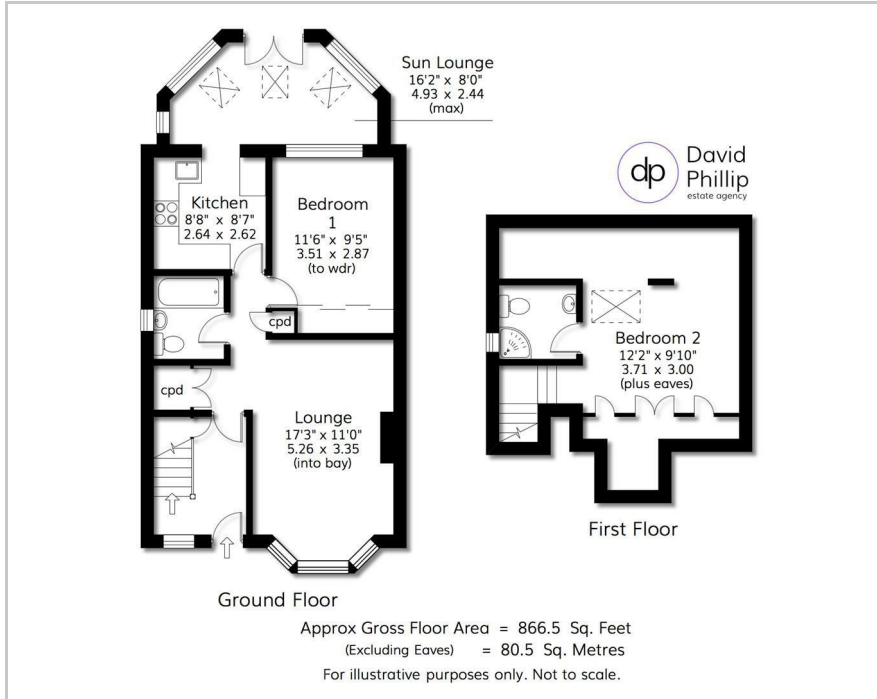 Sun Lounge
16'2" x 8'0"
4.93 x 2.44
(max)
dp
David
Phillip
estate agency
Kitchen
8'8" x 8'7"
2.64 x 2.62
Bedroom
1
11'6" x 9'5"
3.51 x 2.87
(to wdr)
cpd
cpd
Lounge
17'3" x 11'0"
5.26 x 3.35
(into bay)
Bedroom 2
12'2" x 9'10"
3.71 x 3.00
(plus eaves)
First Floor
Ground Floor
Approx Gross Floor Area = 866.5 Sq. Feet
(Excluding Eaves) = 80.5 Sq. Metres
For illustrative purposes only. Not to scale.